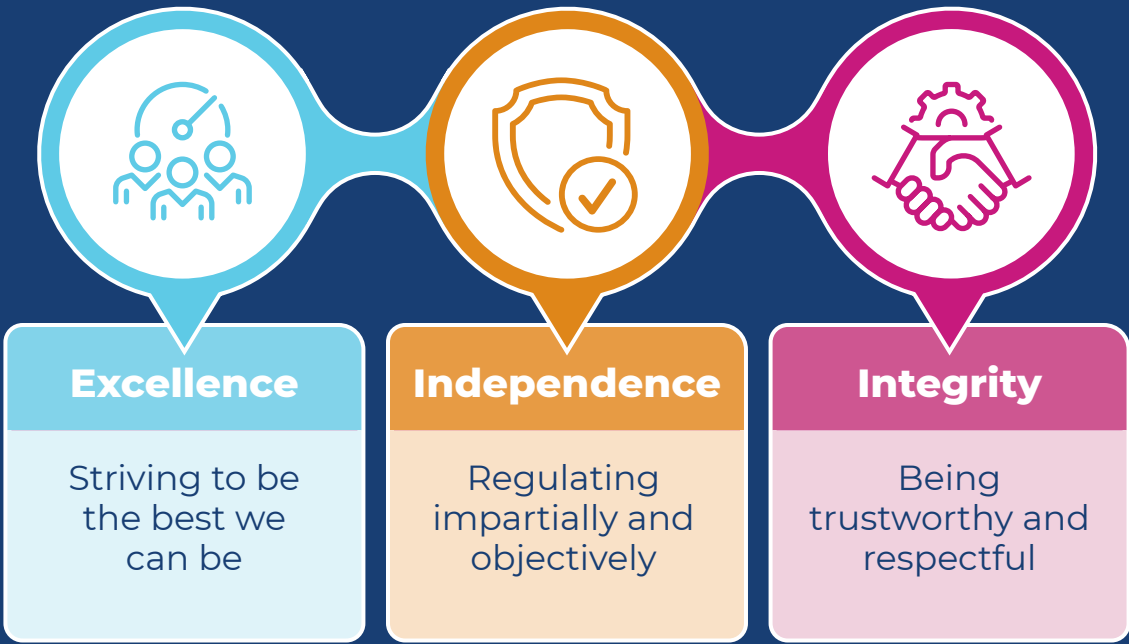 Excellence
Striving to be
the best we
can be
Independence
Regulating
impartially and
objectively
Integrity
Being
trustworthy and
respectful